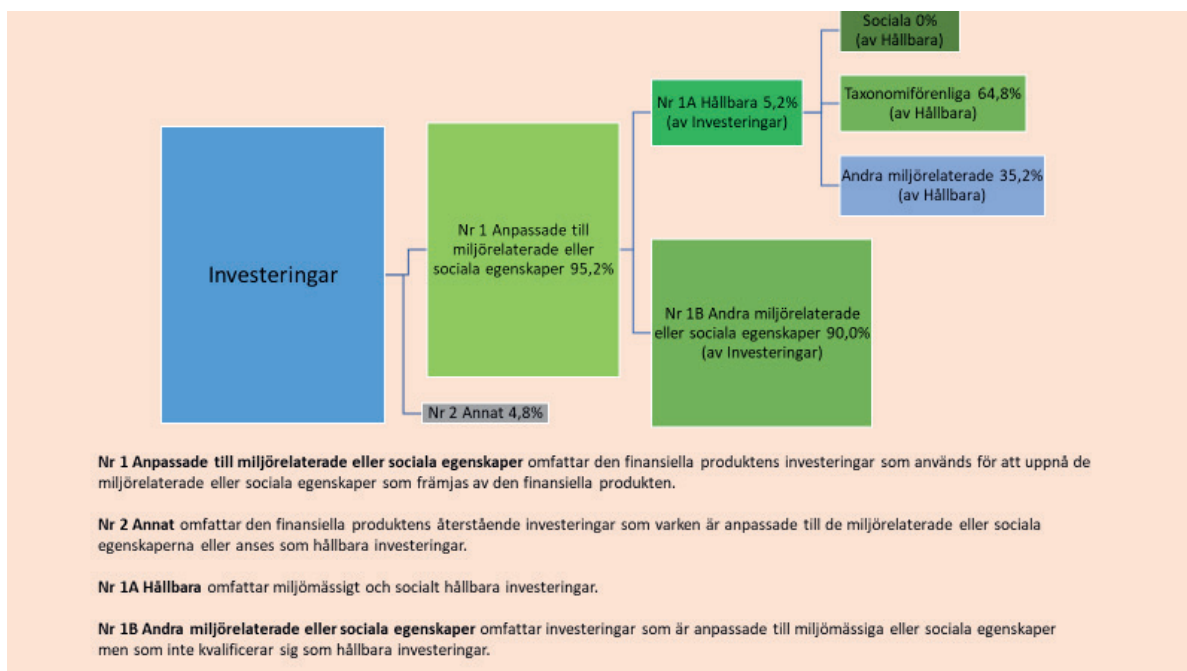 Sociala 0%
(av Hållbara)
Nr 1A Hållbara 5,2%
(av Investeringar)
Taxonomiförenliga 64,8%
(av Hållbara)
Andra miljörelaterade 35,2%
(av Hållbara)
Investeringar
Nr 1 Anpassade till
miljörelaterade eller
sociala egenskaper 95,2%
Nr 1B Andra miljörelaterade
eller sociala egenskaper 90,0%
(av Investeringar)
Nr 2 Annat 4,8%
Nr 1 Anpassade till miljörelaterade eller sociala egenskaper omfattar den finansiella produktens investeringar som används för att uppnå de
miljörelaterade eller sociala egenskaper som främjas av den finansiella produkten.
Nr 2 Annat omfattar den finansiella produktens återstående investeringar som varken är anpassade till de miljörelaterade eller sociala
egenskaperna eller anses som hållbara investeringar.
Nr 1A Hållbara omfattar miljömässigt och socialt hållbara investeringar.
Nr 1B Andra miljörelaterade eller sociala egenskaper omfattar investeringar som är anpassade till miljömässiga eller sociala egenskaper
men som inte kvalificerar sig som hållbara investeringar.